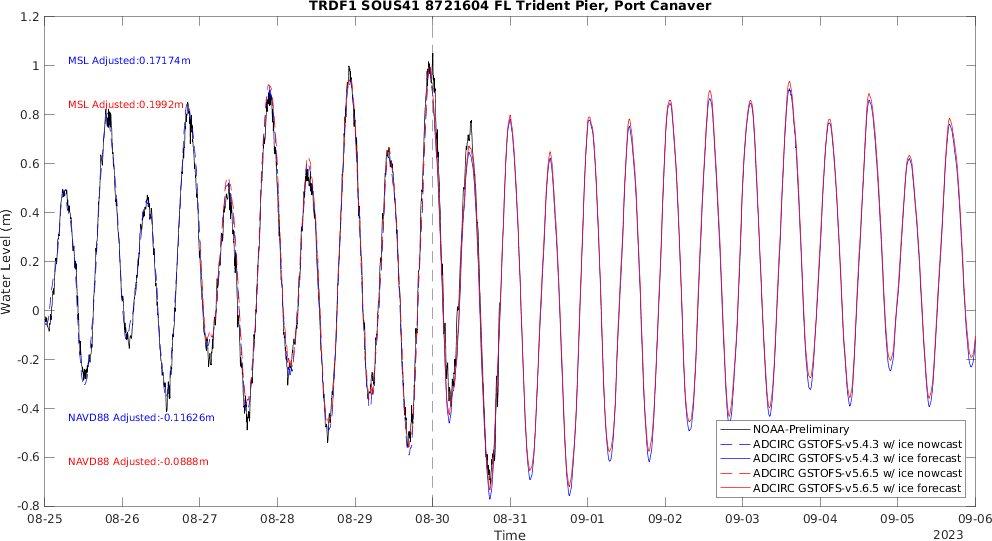 TRDF1 SOUS41 8721604 FL Trident Pier, Port Canaver
1.2
1
0.8
0.6
0.4
0.2
0
-0.2
-0.4
-0.6
-0.8
Water Level (m)
MSL Adjusted:0.17174m
MSL Adjusted:0.1992m
NAVD88 Adjusted:-0.11626m
NAVD88 Adjusted:-0.0888m
NOAA-Preliminary
ADCIRC GSTOFS-v5.4.3 w/ ice nowcast
ADCIRC GSTOFS-v5.4.3 w/ ice forecast
ADCIRC GSTOFS-v5.6.5 w/ ice nowcast
ADCIRC GSTOFS-v5.6.5 w/ ice forecast
08-25 08-26 08-27 08-28 08-29 08-30 08-31 09-01 09-02 09-03 09-04 09-05 09-06
Time
2023